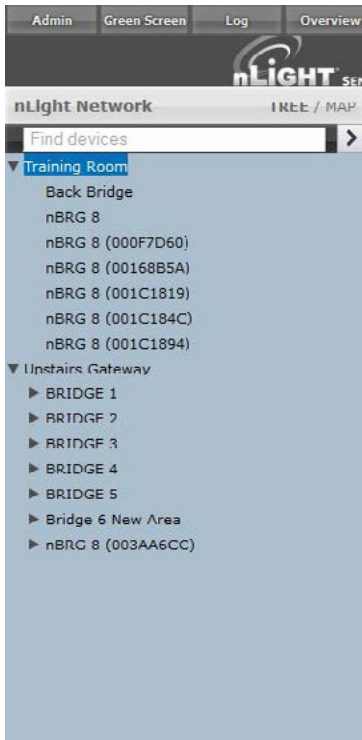 Admin Green Screen Log Overview
nLiGHT SEN
nLight Network TREE / MAP
Find devices
Training Room
Back Bridge
nBRG 8
nBRG 8 (000F7D60)
nBRG 8 (00168B5A)
nBRG 8 (001C1819)
nBRG 8 (001C184C)
nBRG 8 (001C1894)
Upstairs Gateway
BRIDGE 1
BRIDGE 2
BRIDGE 3
BRIDGE 4
BRIDGE 5
Bridge 6 New Area
nBRG 8 (003AA6CC)